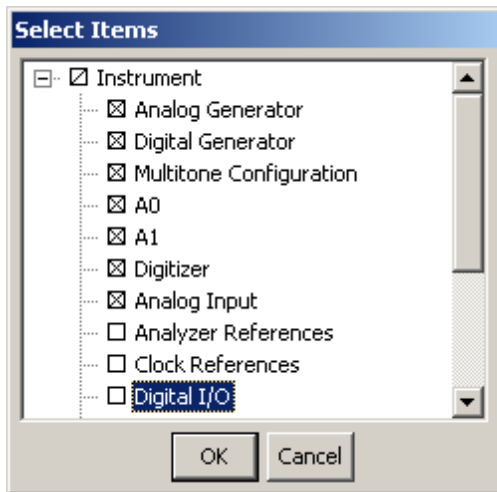 Select Items
Instrument
Analog Generator
Digital Generator
Multitone Configuration
A0
A1
Digitizer
Analog Input
Analyzer References
Clock References
Digital I/O
OK Cancel